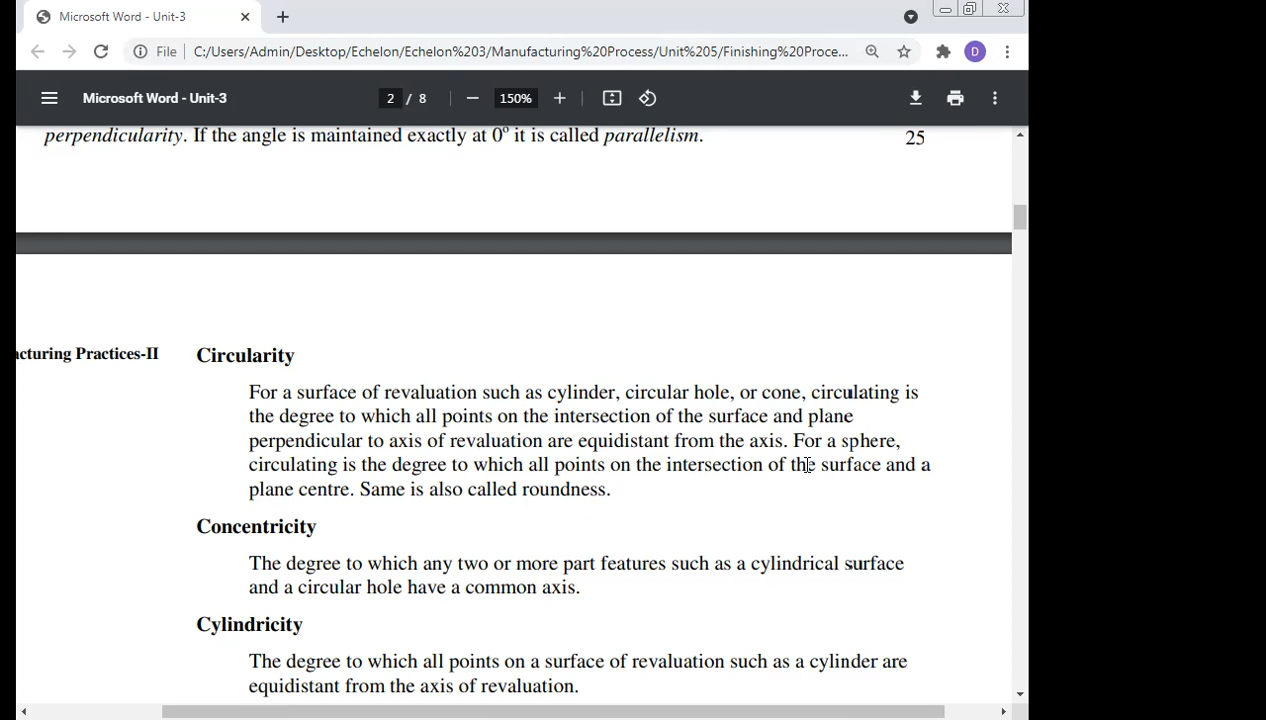 Microsoft Word - Unit-3
File C:/Users/Admin/Desktop/Echelon/Echelon%203/Manufacturing%20Process/Unit%205/Finishing%20Proce... D
Microsoft Word - Unit-3 2 / 8 150%
perpendicularity. If the angle is maintained exactly at 0º it is called parallelism.
25
acturing Practices-II
Circularity
For a surface of revaluation such as cylinder, circular hole, or cone, circulating is
the degree to which all points on the intersection of the surface and plane
perpendicular to axis of revaluation are equidistant from the axis. For a sphere,
circulating is the degree to which all points on the intersection of the surface and a
plane centre. Same is also called roundness.
Concentricity
The degree to which any two or more part features such as a cylindrical surface
and a circular hole have a common axis.
Cylindricity
The degree to which all points on a surface of revaluation such as a cylinder are
equidistant from the axis of revaluation.